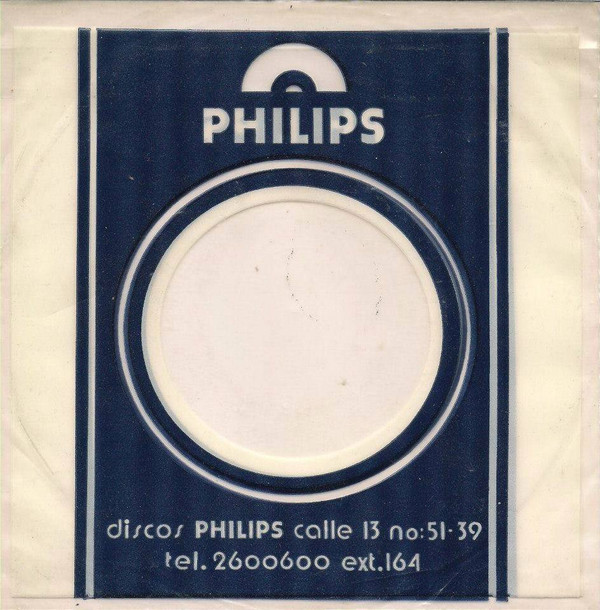 PHILIPS
discos PHILIPS calle 13 no:51-39
tel. 2600600 ext.164